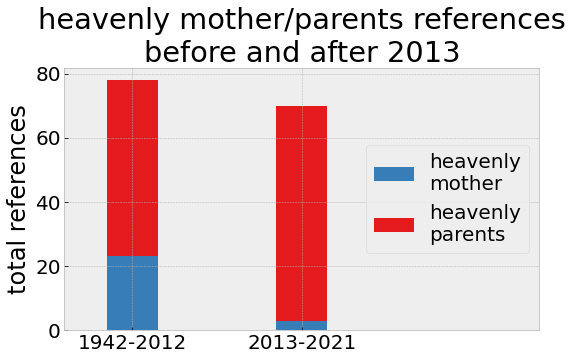 heavenly mother/parents references
before and after 2013
total references
80
60
40
20
0
1942-2012
2013-2021
heavenly
mother
heavenly
parents